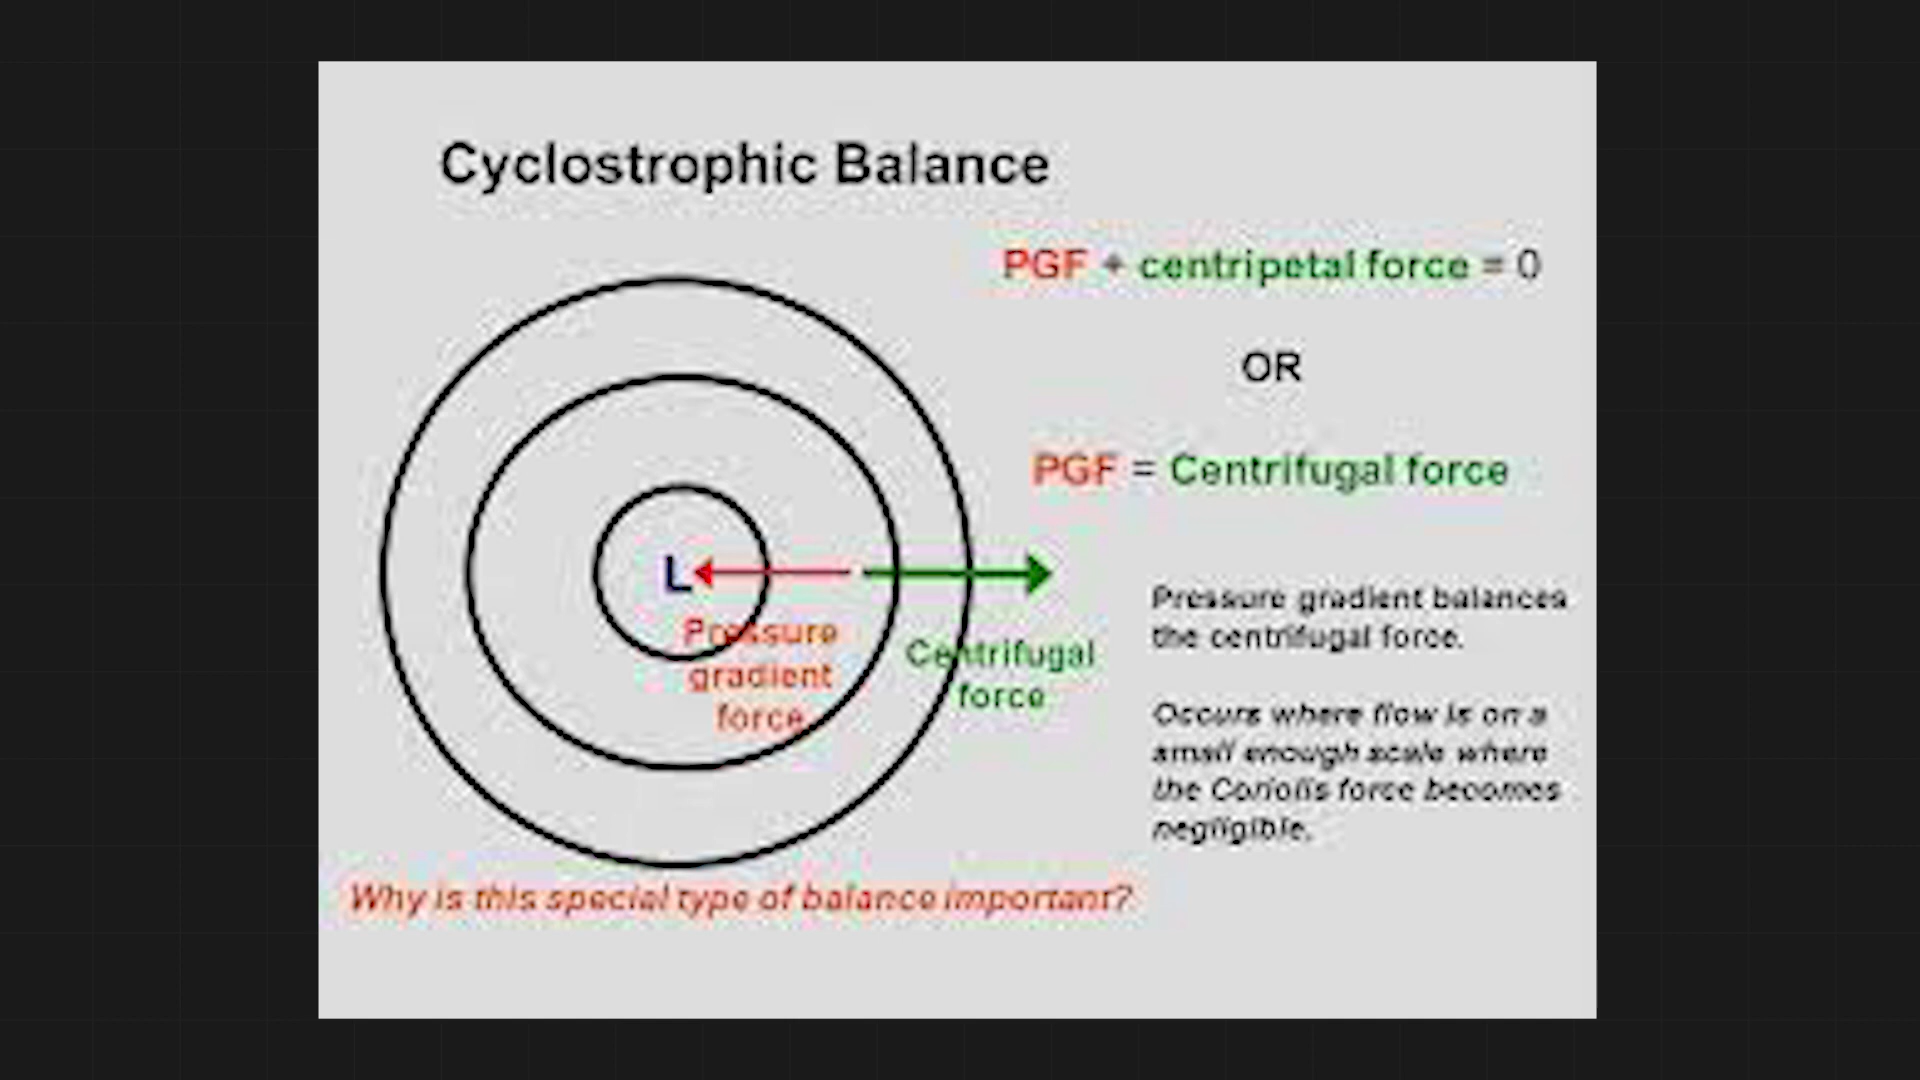 Cyclostrophic Balance
PGF + centripetal force = 0
OR
PGF = Centrifugal force
L
Pressure
gradient
force
Centrifugal
force
Pressure gradient balances
the centrifugal force.
Occurs where flow is on a
small enough scale where
the Coriolis force becomes
negligible.
Why is this special type of balance important?